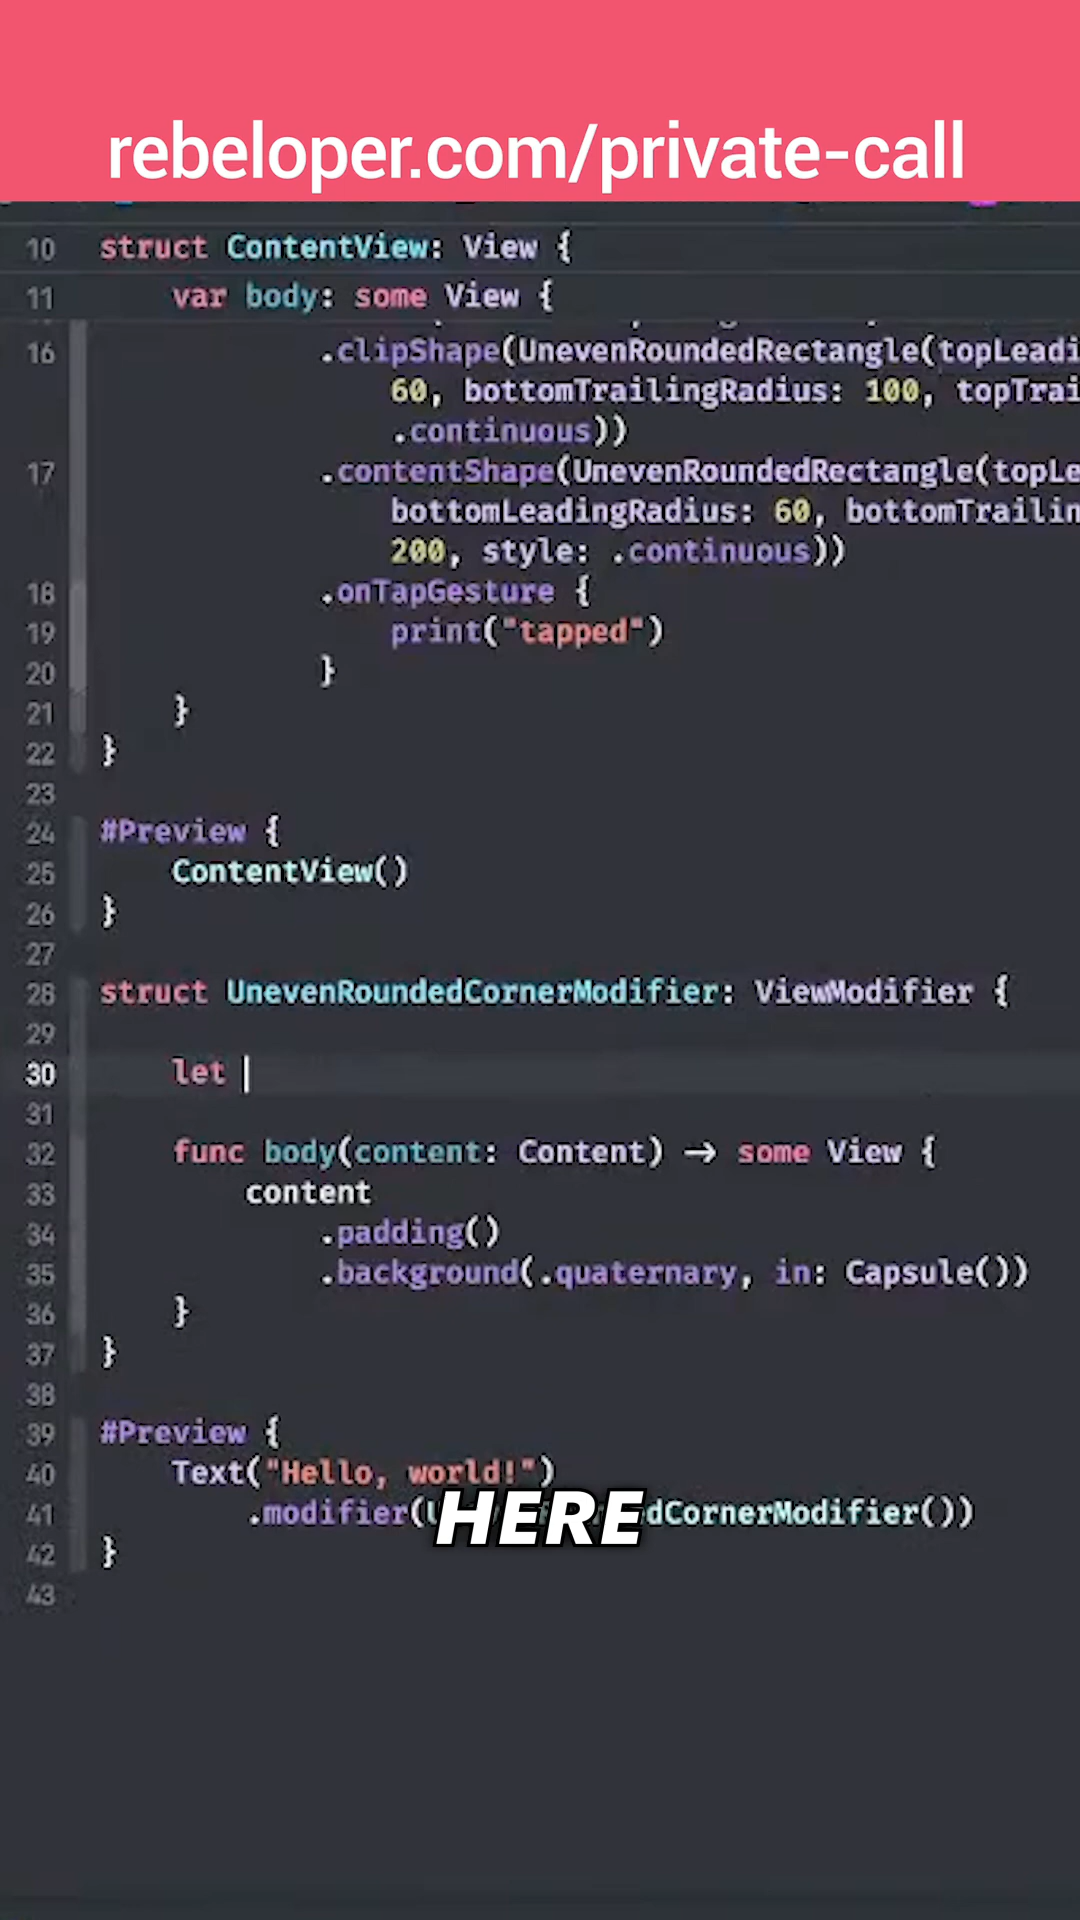 rebeloper.com/private-call
10 struct ContentView: View {
11 var body: some View {
16 .clipShape(UnevenRoundedRectangle(topLeadi
60, bottomTrailingRadius: 100, topTrai
.continuous))
17 .contentShape(UnevenRoundedRectangle(topLe
bottomLeadingRadius: 60, bottomTrailin
200, style: .continuous))
18 .onTapGesture {
19 print("tapped")
20 }
21 }
22 }
23
24 #Preview {
25 ContentView()
26 }
27
28 struct UnevenRoundedCornerModifier: ViewModifier {
29
30 let
31
32 func body(content: Content) -> some View {
33 content
34 .padding()
35 .background(.quaternary, in: Capsule())
36 }
37 }
38
39 #Preview {
40 Text("Hello, world!")
41 .modifier(U dCornerModifier())
HERE
42 }
43